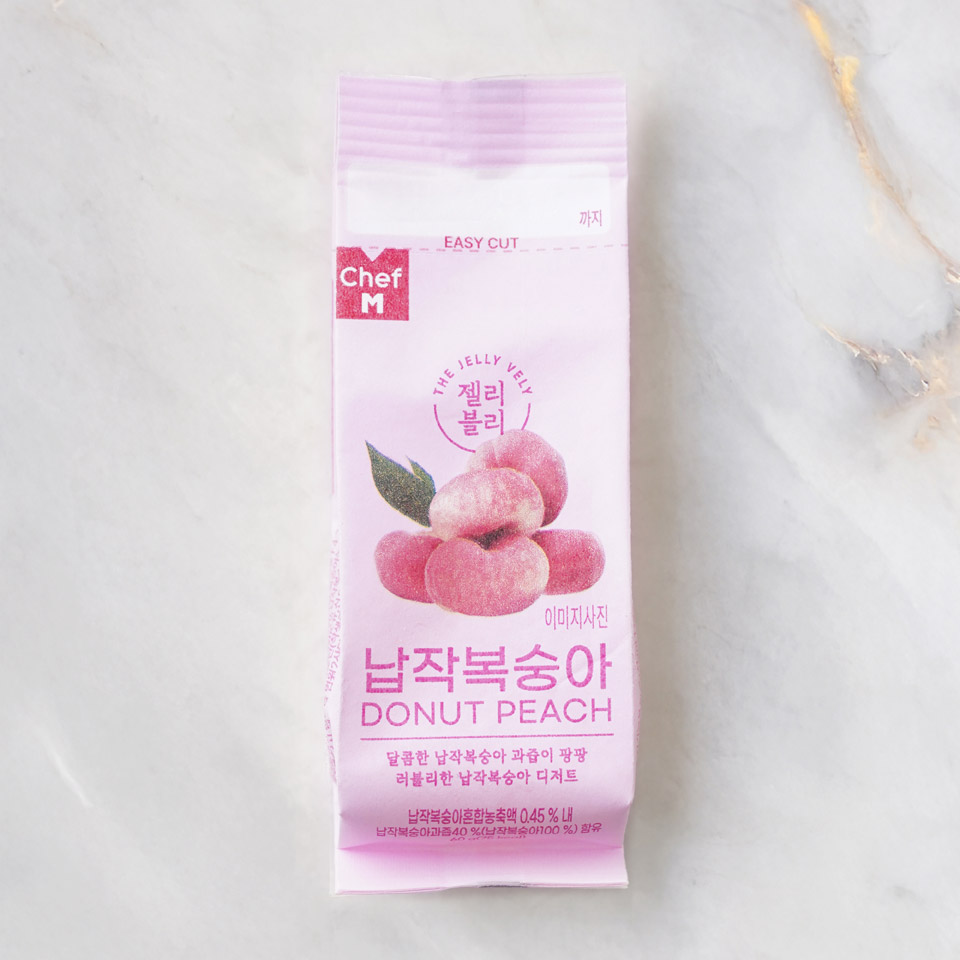 까지
EASY CUT
Chef
M
THE JELLY VELY
젤리
블리
이미지사진
납작복숭아
DONUT PEACH
달콤한 납작복숭아 과즙이 팡팡
러블리한 납작복숭아 디저트
납작복숭아혼합농축액 0.45 % 내
납작복숭아과즙40 %(납작복숭아100 %) 함유